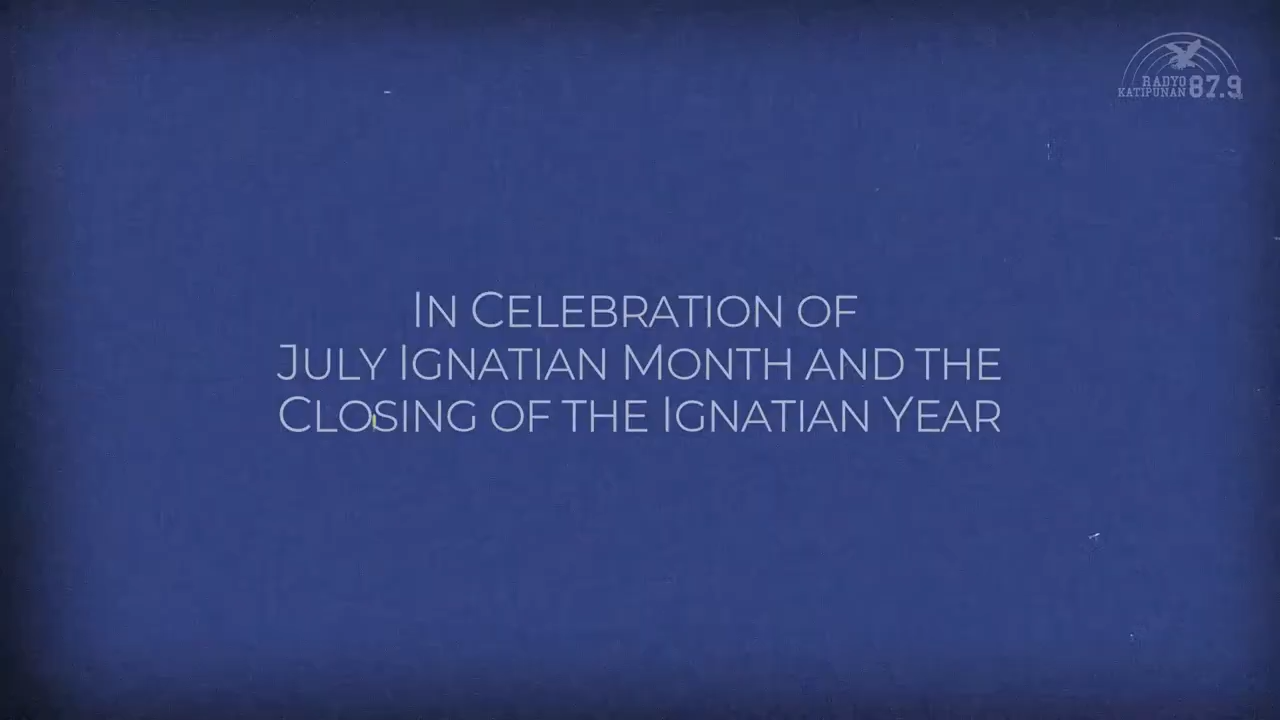 RADYO
KATIPUNAN 87.9
IN CELEBRATION OF
JULY IGNATIAN MONTH AND THE
CLOSING OF THE IGNATIAN YEAR